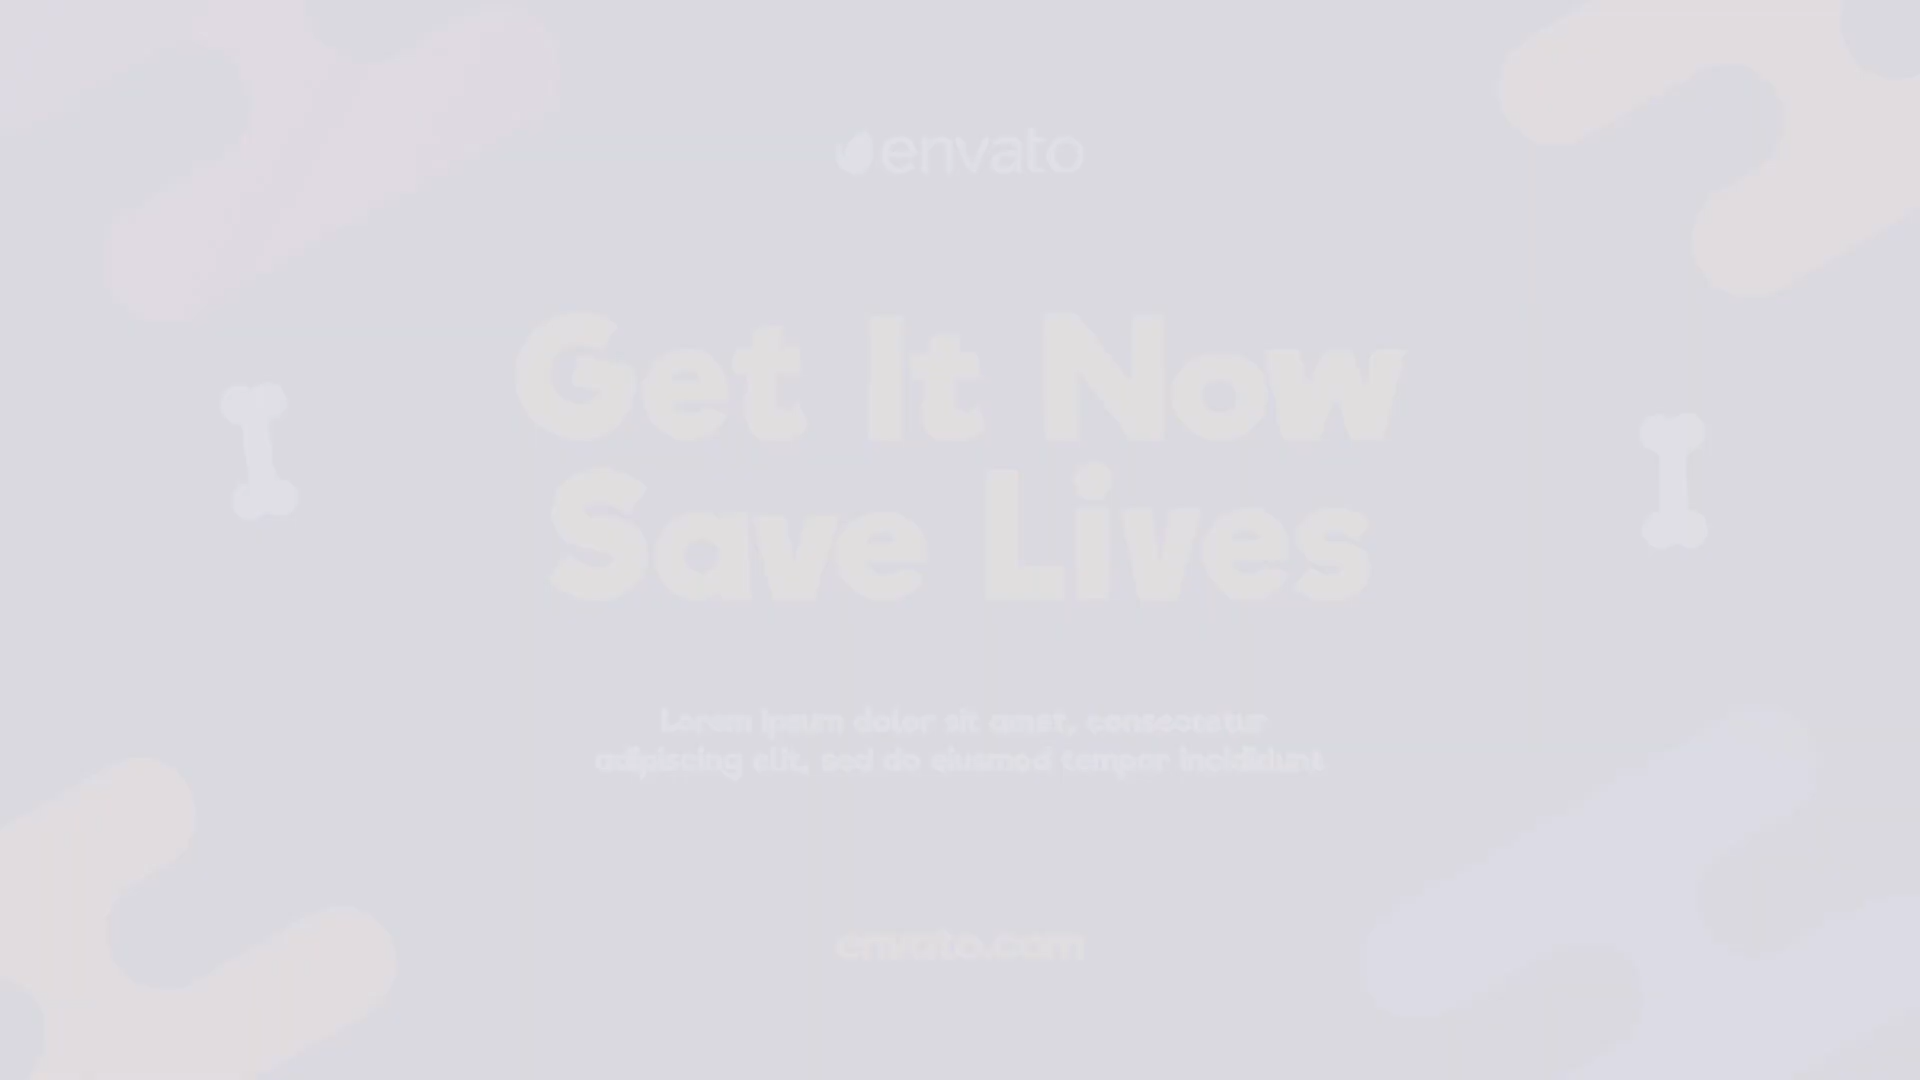 envato
Get It Now
Save Lives
Lorem ipsum dolor sit amet, consectetur
adipiscing elit, sed do eiusmod tempor incididunt
envato.com